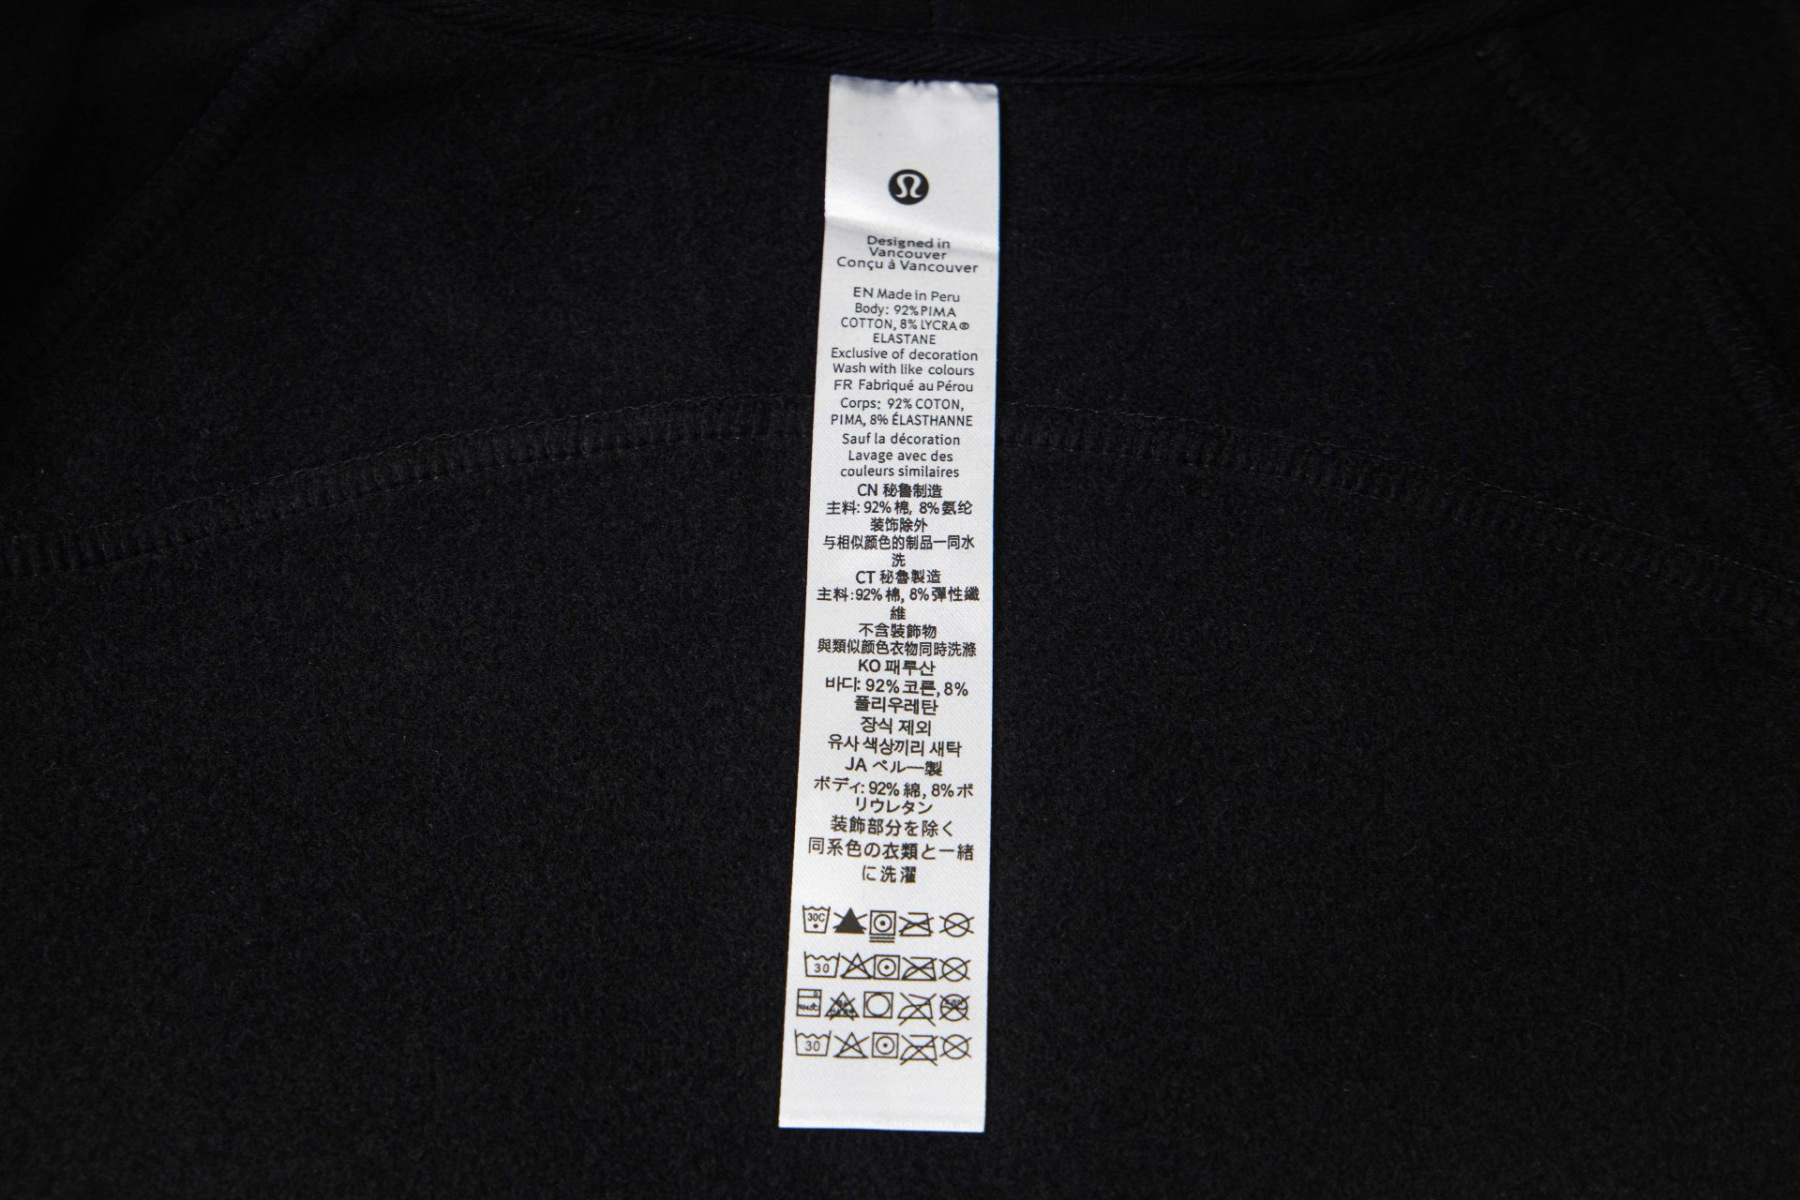 Designed in
Vancouver
Conçu à Vancouver
EN Made in Peru
Body: 92% PIMA
COTTON, 8% LYCRA®
ELASTANE
Exclusive of decoration
Wash with like colours
FR Fabriqué au Pérou
Corps: 92% COTON,
PIMA, 8% ÉLASTHANNE
Sauf la décoration
Lavage avec des
couleurs similaires
CN 秘鲁制造
主料: 92% 棉, 8% 氨纶
装饰除外
与相似颜色的制品一同水
洗
CT 秘魯製造
主料: 92% 棉, 8% 彈性纖
維
不含裝飾物
與類似颜色衣物同時洗滌
KO 패루산
바디: 92% 코튼, 8%
폴리우레탄
장식 제외
유사 색상끼리 새탁
JA ペルー製
ボディ: 92% 綿, 8% ポ
リウレタン
装飾部分を除く
同系色の衣類と一緒
に洗濯
30C
30
30